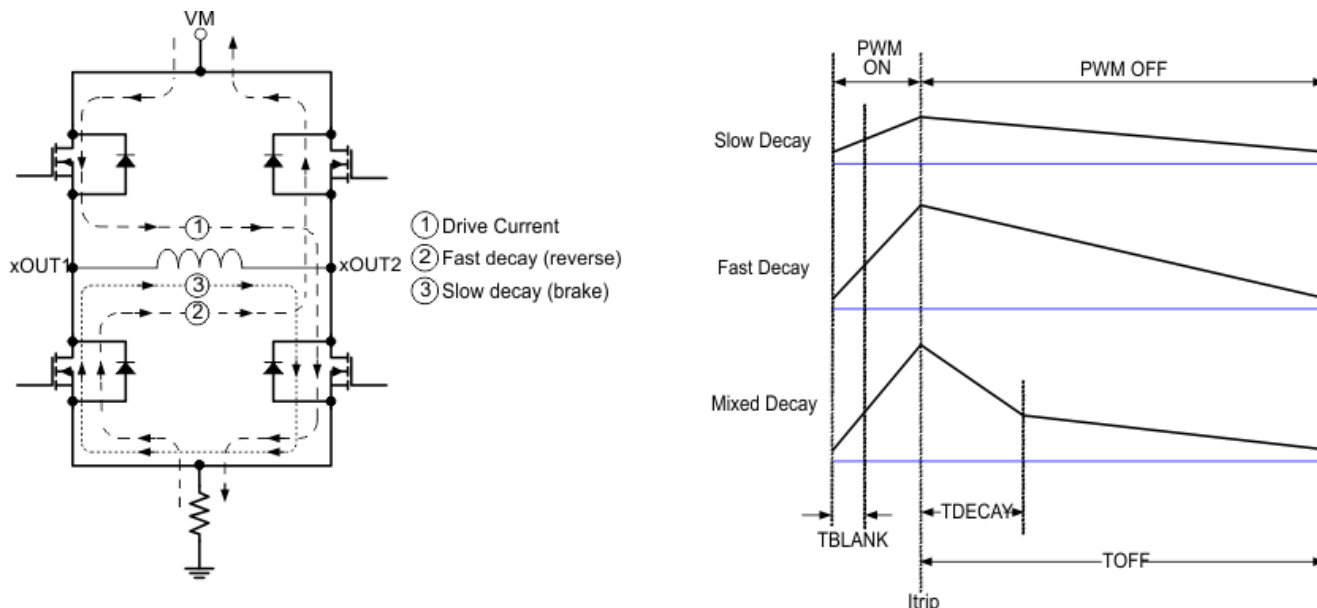 VM
xOUT1
xOUT2
1
3
2
1 Drive Current
2 Fast decay (reverse)
3 Slow decay (brake)
PWM
ON
PWM OFF
Slow Decay
Fast Decay
Mixed Decay
TBLANK
TDECAY
TOFF
Itrip